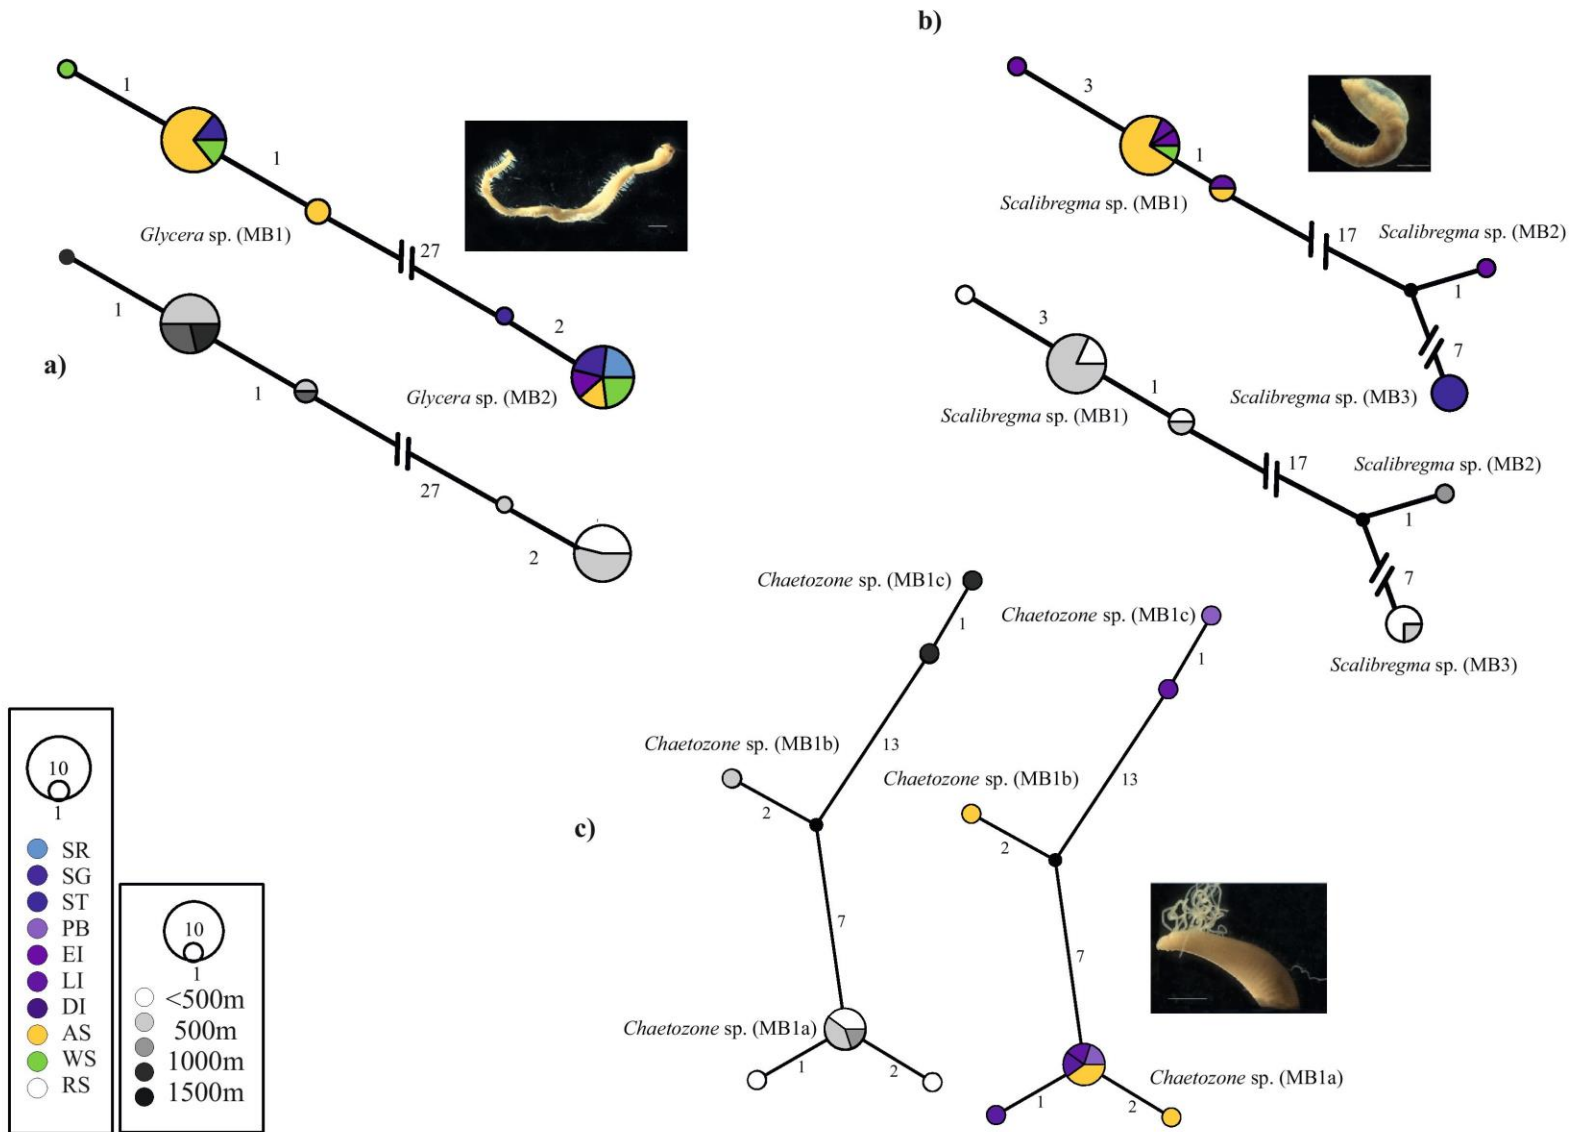 b)
1
1
Glycera sp. (MB1)
27
2
Glycera sp. (MB2)
1
a)
1
27
2
3
1
Scalibregma sp. (MB1)
17
Scalibregma sp. (MB2)
1
7
Scalibregma sp. (MB3)
3
1
Scalibregma sp. (MB1)
17
Scalibregma sp. (MB2)
1
7
Scalibregma sp. (MB3)
Chaetozone sp. (MB1c)
1
13
Chaetozone sp. (MB1b)
2
c)
7
Chaetozone sp. (MB1a)
1
2
Chaetozone sp. (MB1c)
1
13
Chaetozone sp. (MB1b)
2
7
Chaetozone sp. (MB1a)
1
2
10
1
SR
SG
ST
PB
EI
LI
DI
AS
WS
RS
10
1
<500m
500m
1000m
1500m